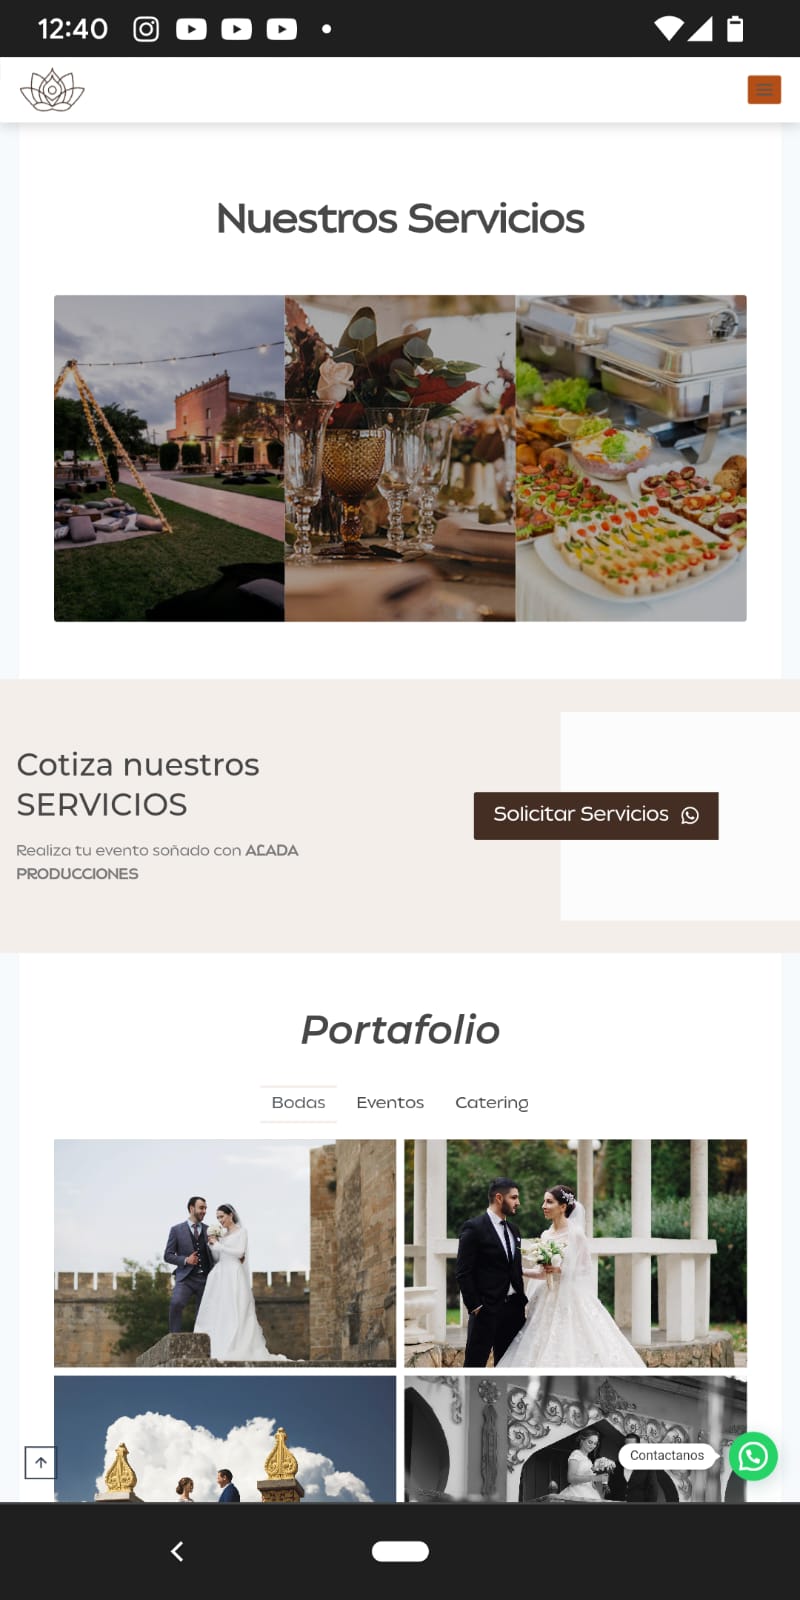 12:40
Nuestros Servicios
Cotiza nuestros
SERVICIOS
Realiza tu evento soñado con ALADA
PRODUCCIONES
Solicitar Servicios
Portafolio
Bodas Eventos Catering
Contactanos